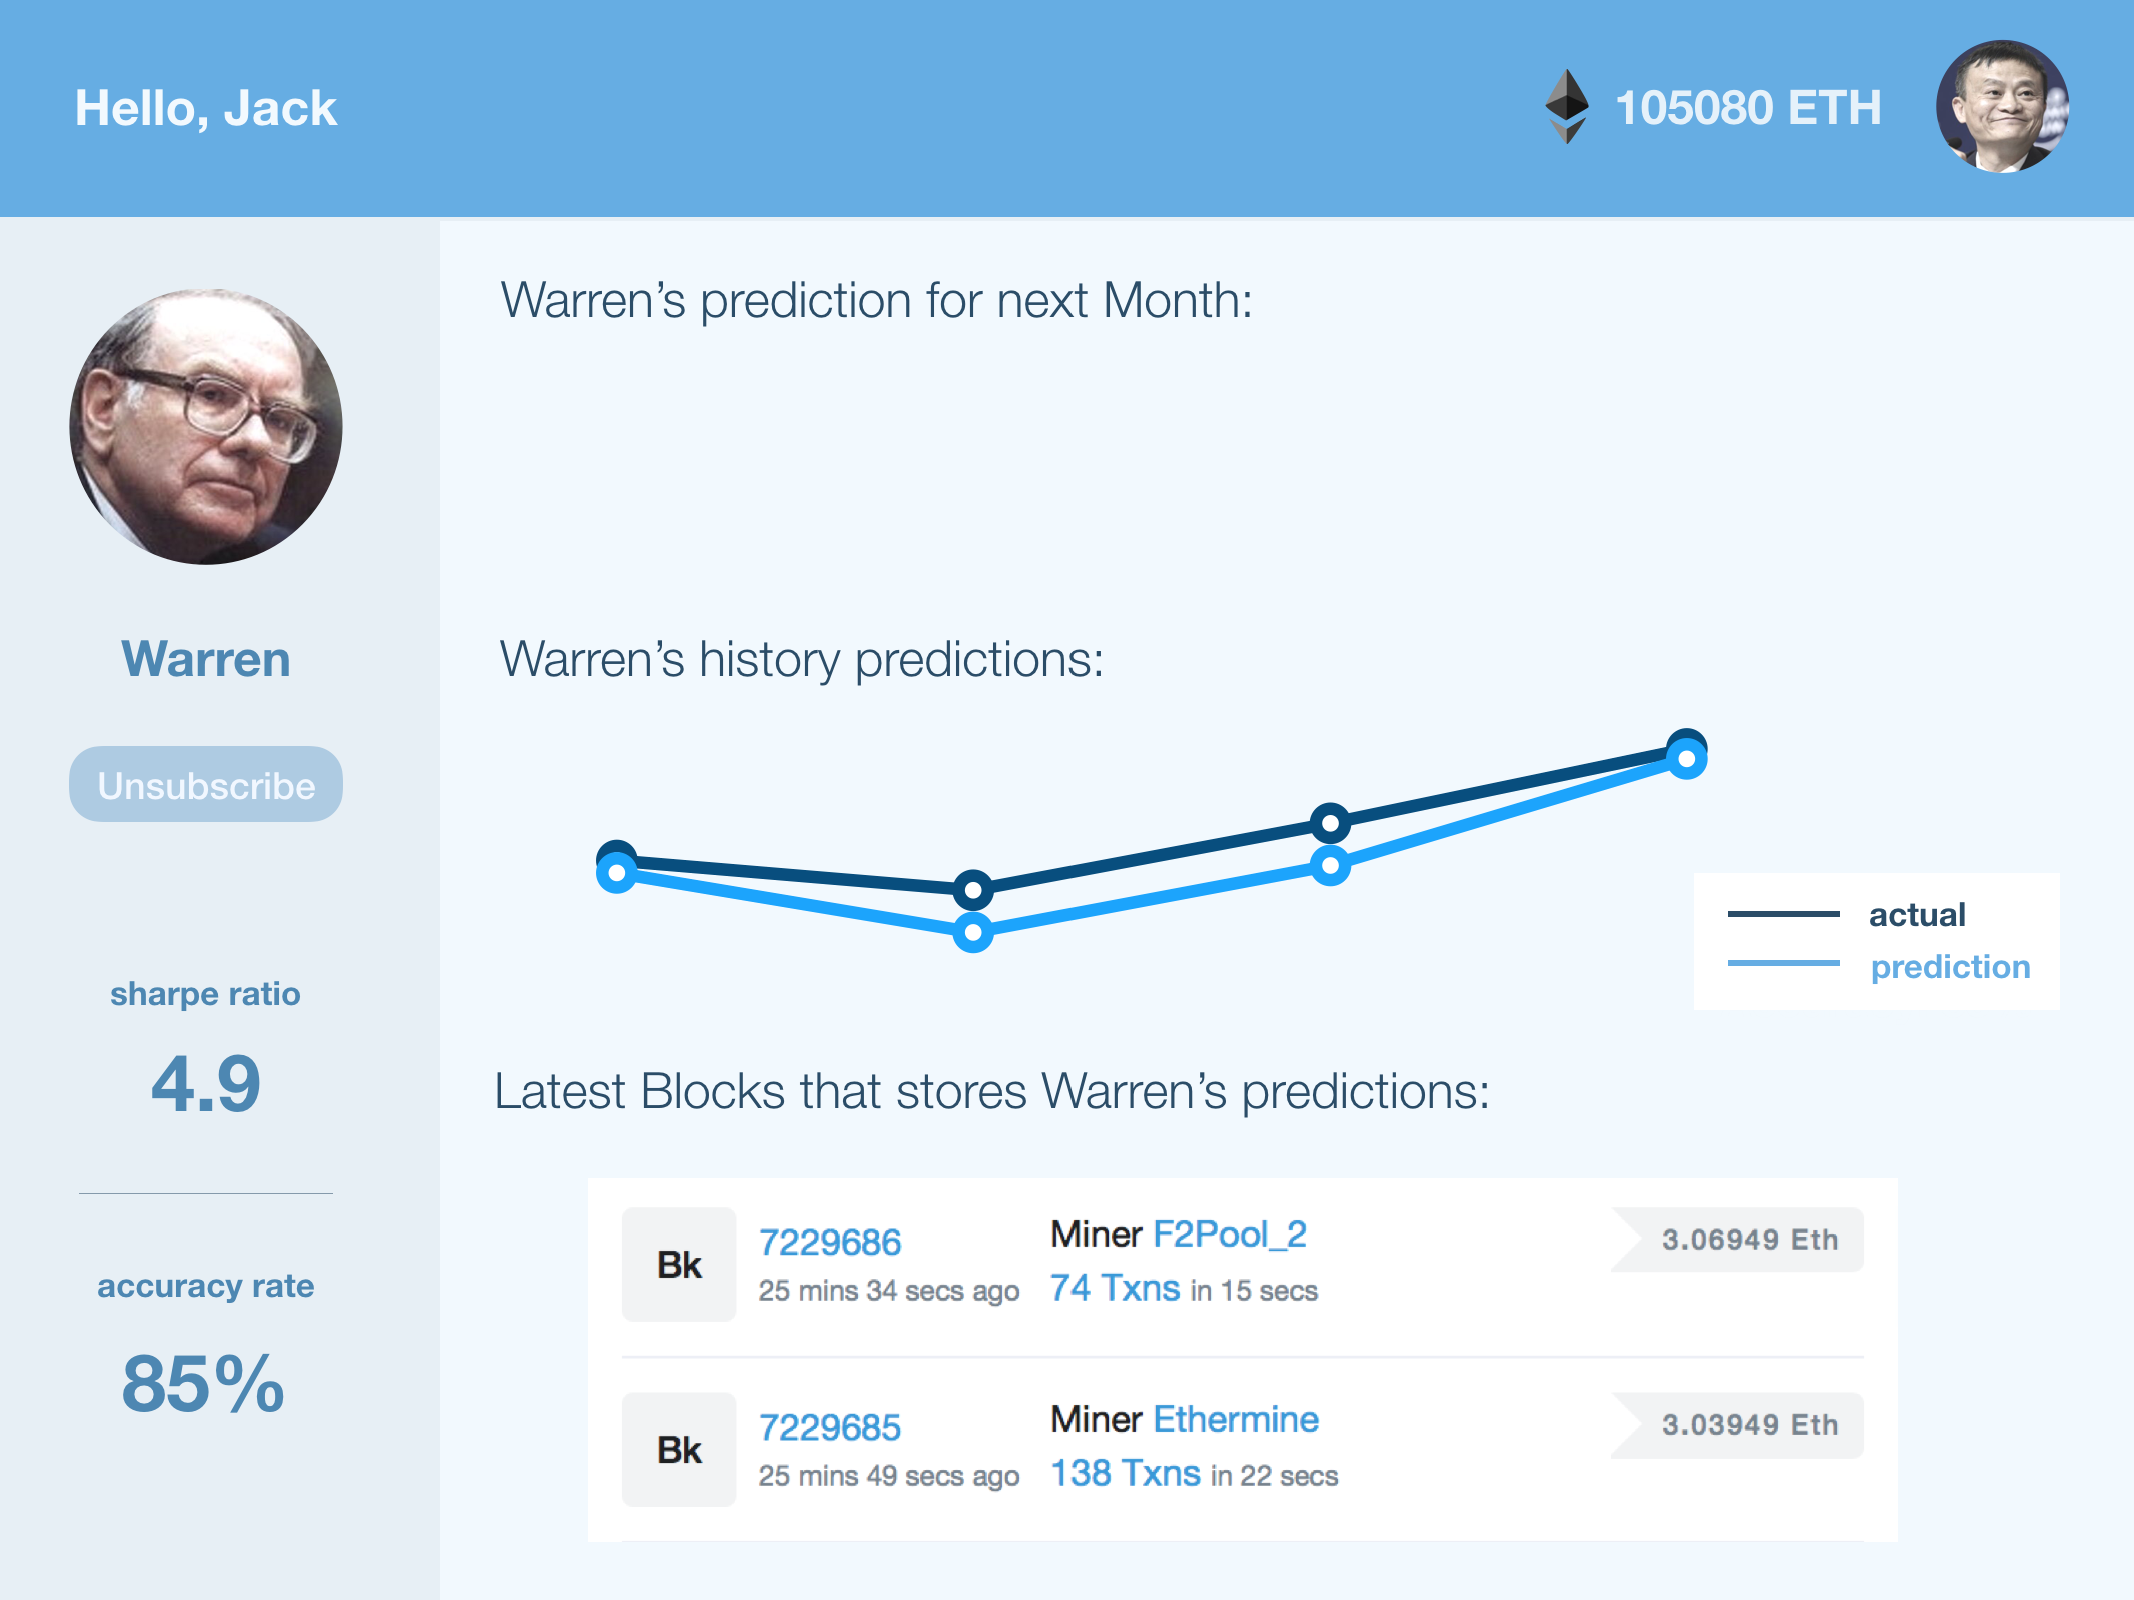 Hello, Jack
105080 ETH
Warren
Unsubscribe
sharpe ratio
4.9
accuracy rate
85%
Warren’s prediction for next Month:
Warren’s history predictions:
actual
prediction
Latest Blocks that stores Warren’s predictions:
Bk
7229686
25 mins 34 secs ago
Miner F2Pool_2
74 Txns in 15 secs
3.06949 Eth
Bk
7229685
25 mins 49 secs ago
Miner Ethermine
138 Txns in 22 secs
3.03949 Eth